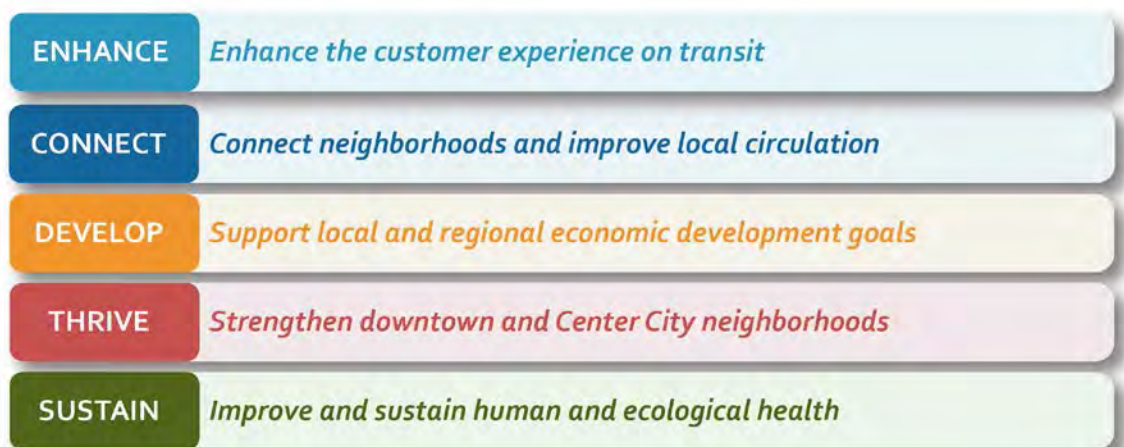 ENHANCE Enhance the customer experience on transit
CONNECT Connect neighborhoods and improve local circulation
DEVELOP Support local and regional economic development goals
THRIVE Strengthen downtown and Center City neighborhoods
SUSTAIN Improve and sustain human and ecological health